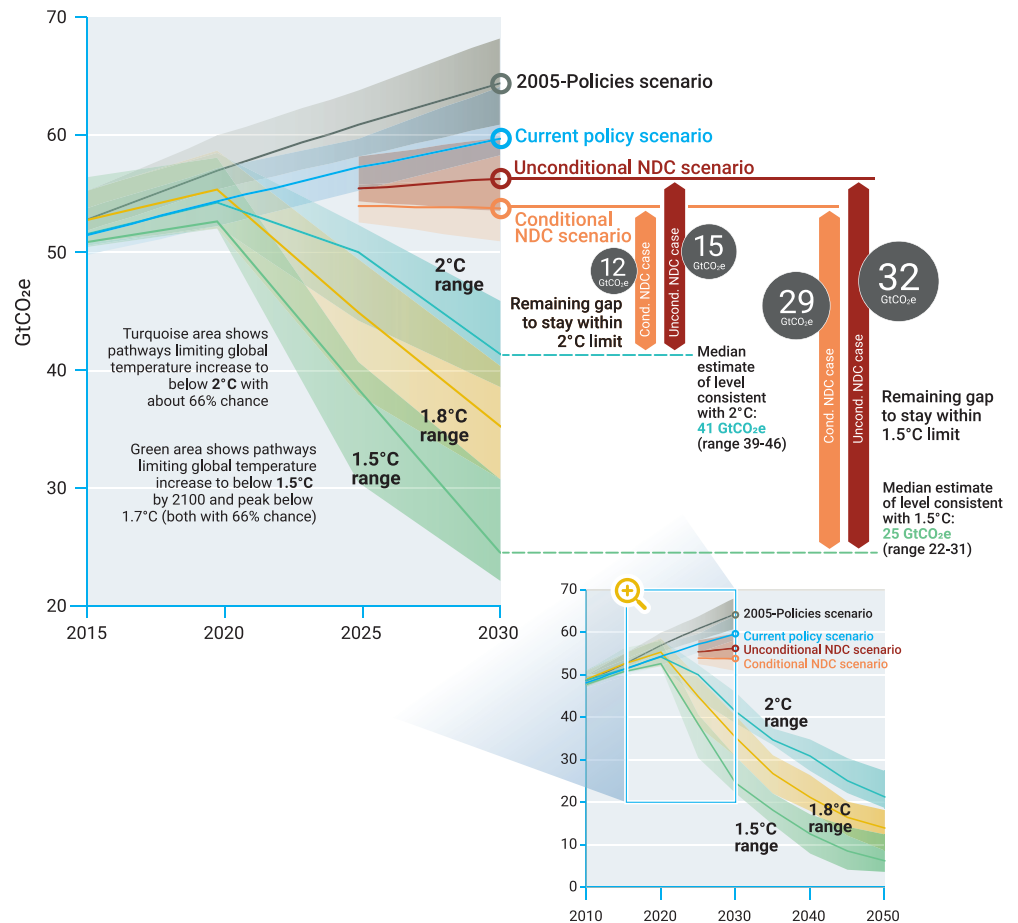 70
60
50
40
30
20
GtCO₂e
2015
2020
2025
2030
2005-Policies scenario
Current policy scenario
Unconditional NDC scenario
Conditional
NDC scenario
2°C
range
1.8°C
range
1.5°C
range
Turquoise area shows
pathways limiting global
temperature increase to
below 2°C with
about 66% chance
Green area shows pathways
limiting global temperature
increase to below 1.5°C
by 2100 and peak below
1.7°C (both with 66% chance)
12
GtCO₂e
15
GtCO₂e
Cond. NDC case
Uncond. NDC case
Remaining gap
to stay within
2°C limit
Median
estimate
of level
consistent
with 2°C:
41 GtCO₂e
(range 39-46)
29
GtCO₂e
32
GtCO₂e
Cond. NDC case
Uncond. NDC case
Remaining gap
to stay within
1.5°C limit
Median estimate
of level consistent
with 1.5°C:
25 GtCO₂e
(range 22-31)
70
60
50
40
30
20
10
0
2010
2020
2030
2040
2050
2005-Policies scenario
Current policy scenario
Unconditional NDC scenario
Conditional NDC scenario
2°C
range
1.8°C
range
1.5°C
range